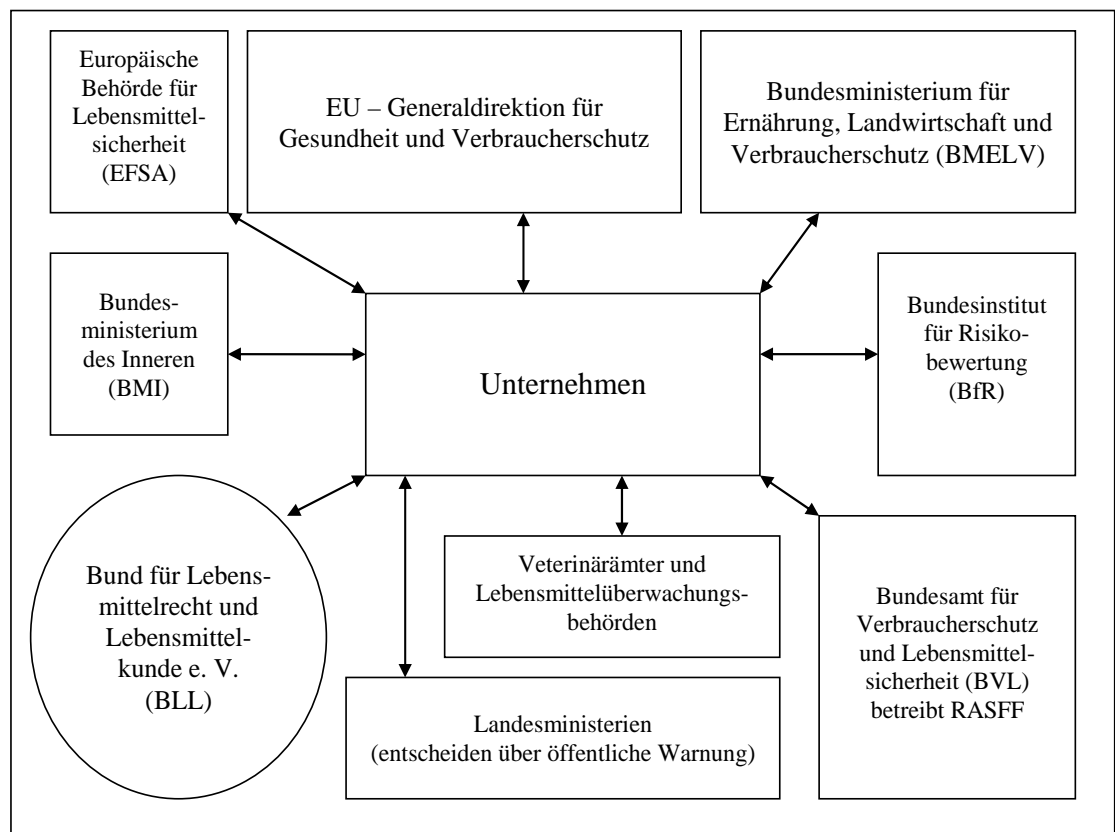 Europäische
Behörde für
Lebensmittel-
sicherheit
(EFSA)
EU – Generaldirektion für
Gesundheit und Verbraucherschutz
Bundesministerium für
Ernährung, Landwirtschaft und
Verbraucherschutz (BMELV)
Bundes-
ministerium
des Inneren
(BMI)
Unternehmen
Bundesinstitut
für Risiko-
bewertung
(BfR)
Bund für Lebens-
mittelrecht und
Lebensmittel-
kunde e. V.
(BLL)
Veterinärämter und
Lebensmittelüberwachungs-
behörden
Bundesamt für
Verbraucherschutz
und Lebensmittel-
sicherheit (BVL)
betreibt RASFF
Landesministerien
(entscheiden über öffentliche Warnung)